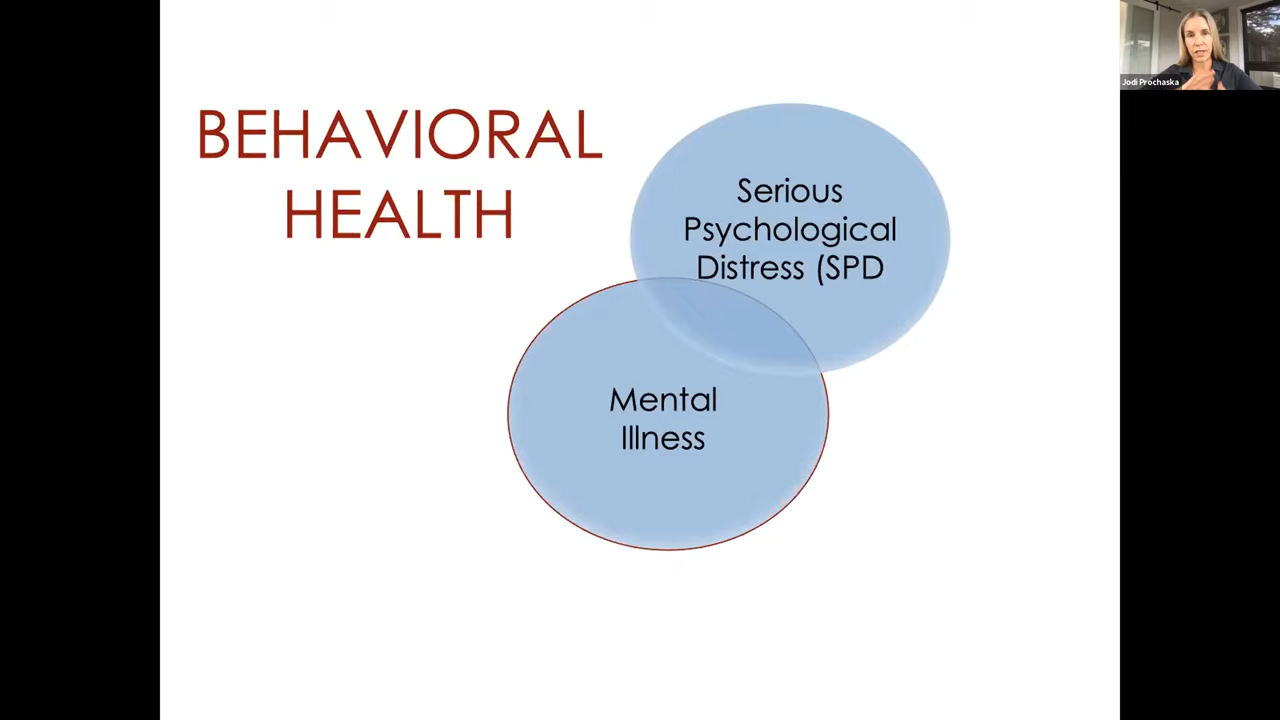 BEHAVIORAL
HEALTH
Serious
Psychological
Distress (SPD
Mental
Illness
Jodi Prochaska